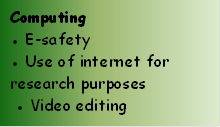 Computing
• E-safety
• Use of internet for
research purposes
• Video editing